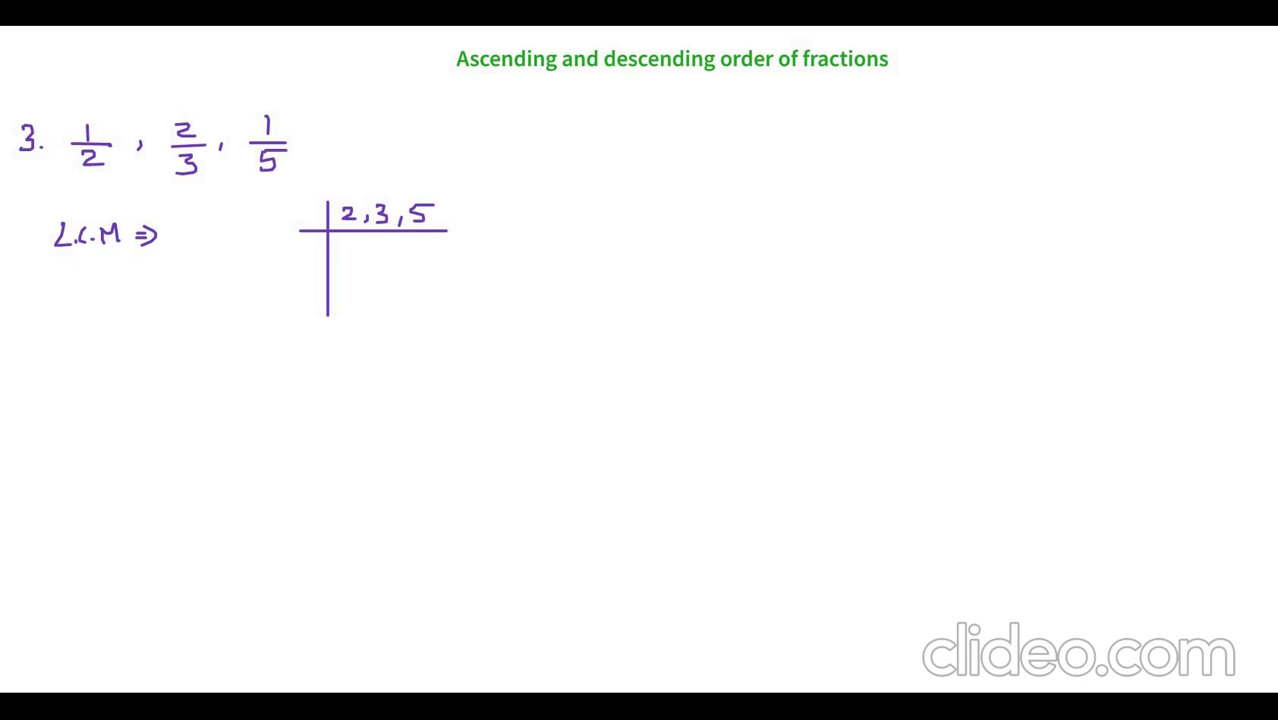 Ascending and descending order of fractions
3. 1/2 , 2/3 , 1/5
L.C.M ⇒
2, 3, 5
clideo.com